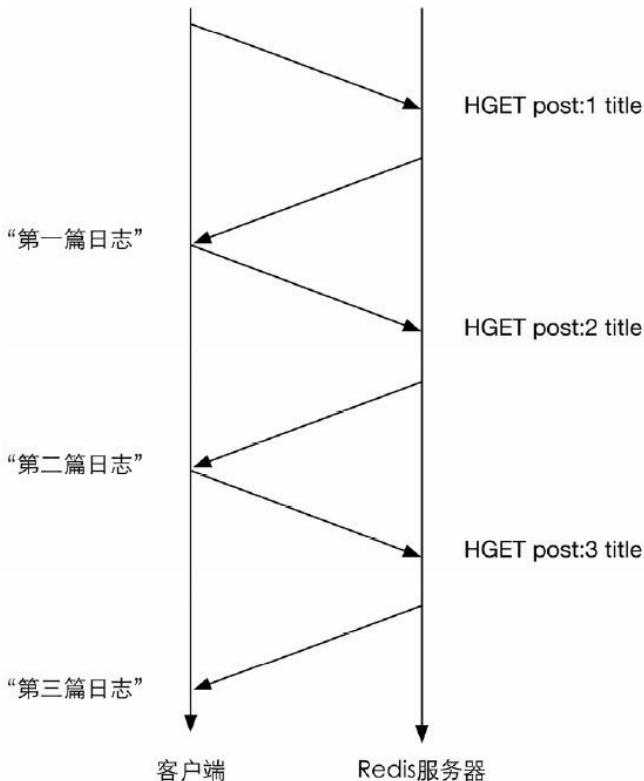 HGET post:1 title
“第一篇日志”
HGET post:2 title
“第二篇日志”
HGET post:3 title
“第三篇日志”
客户端
Redis服务器